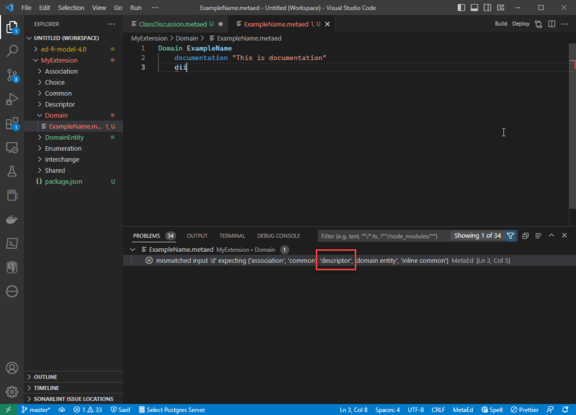 File Edit Selection View Go Run ··· ExampleName.metaed - Untitled (Workspace) - Visual Studio Code
EXPLORER ···
UNTITLED (WORKSPACE)
ed-fi-model-4.0
MyExtension
Association
Choice
Common
Descriptor
Domain
ExampleName.m... 1, U
DomainEntity
Enumeration
Interchange
Shared
{} package.json U
OUTLINE
TIMELINE
SONARLINT ISSUE LOCATIONS
ClassDiscussion.metaed U
ExampleName.metaed 1, U
Build Deploy
MyExtension > Domain > ExampleName.metaed
1 Domain ExampleName
2 documentation "This is documentation"
3 dii
PROBLEMS 34 OUTPUT TERMINAL DEBUG CONSOLE Filter (e.g. text, **/*.ts, !**/node_modules/**) Showing 1 of 34
ExampleName.metaed MyExtension • Domain 1
mismatched input 'd' expecting {'association', 'common', 'descriptor', 'domain entity', 'inline common'} MetaEd [Ln 3, Col 5]
master* 1 33 Sarif Select Postgres Server Ln 3, Col 8 Spaces: 4 UTF-8 CRLF MetaEd Spell Prettier